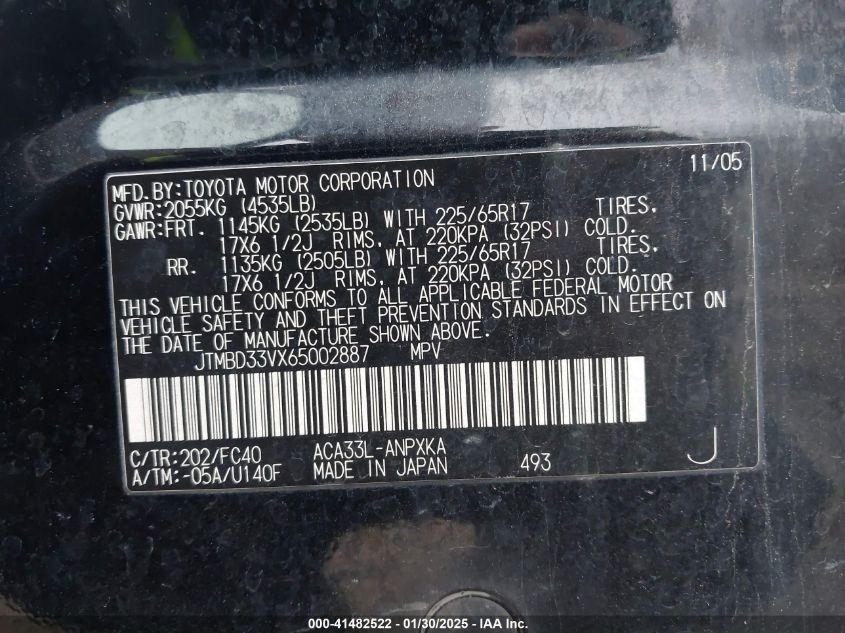 11/05
MFD.BY:TOYOTA MOTOR CORPORATION
GVWR:2055KG (4535LB)
GAWR:FRT. 1145KG (2535LB) WITH 225/65R17 TIRES,
17X6 1/2J RIMS, AT 220KPA (32PSI) COLD.
RR. 1135KG (2505LB) WITH 225/65R17 TIRES,
17X6 1/2J RIMS, AT 220KPA (32PSI) COLD.
THIS VEHICLE CONFORMS TO ALL APPLICABLE FEDERAL MOTOR
VEHICLE SAFETY AND THEFT PREVENTION STANDARDS IN EFFECT ON
THE DATE OF MANUFACTURE SHOWN ABOVE.
JTMBD33VX65002887 MPV
C/TR:202/FC40 ACA33L-ANPXKA
A/TM:-05A/U140F MADE IN JAPAN 493 J
000-41482522 - 01/30/2025 - IAA Inc.